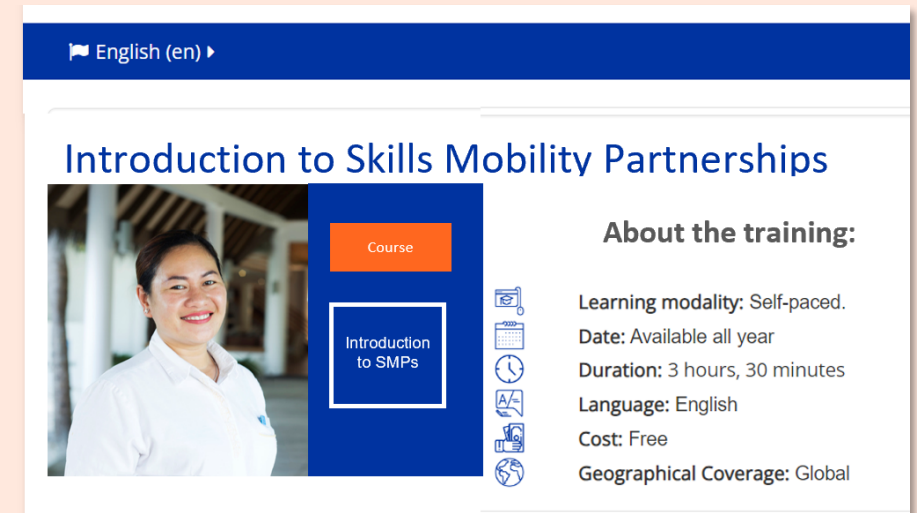 English (en)
Introduction to Skills Mobility Partnerships
Course
Introduction
to SMPs
About the training:
Learning modality: Self-paced.
Date: Available all year
Duration: 3 hours, 30 minutes
Language: English
Cost: Free
Geographical Coverage: Global